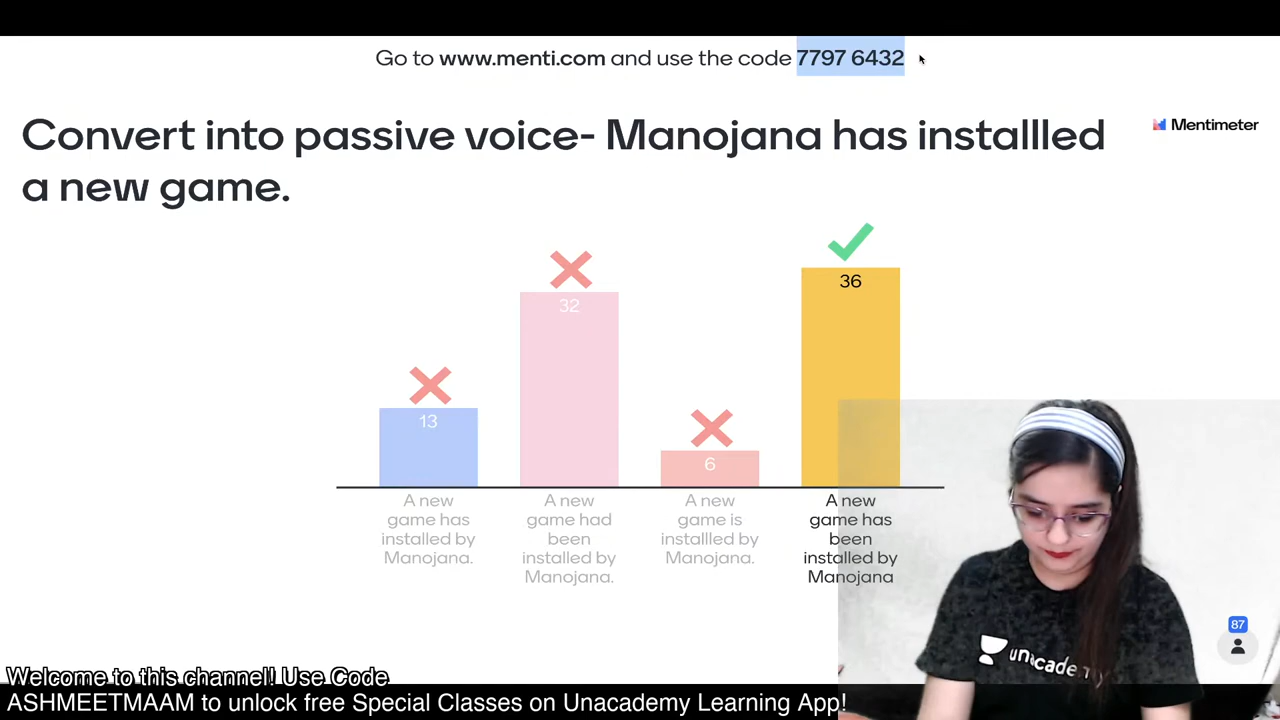 Go to www.menti.com and use the code 7797 6432
Convert into passive voice- Manojana has installled
a new game.
Mentimeter
13
32
6
36
A new
game has
installed by
Manojana.
A new
game had
been
installed by
Manojana.
A new
game is
installled by
Manojana.
A new
game has
been
installed by
Manojana
unacademy
87
Welcome to this channel! Use Code
ASHMEETMAAM to unlock free Special Classes on Unacademy Learning App!